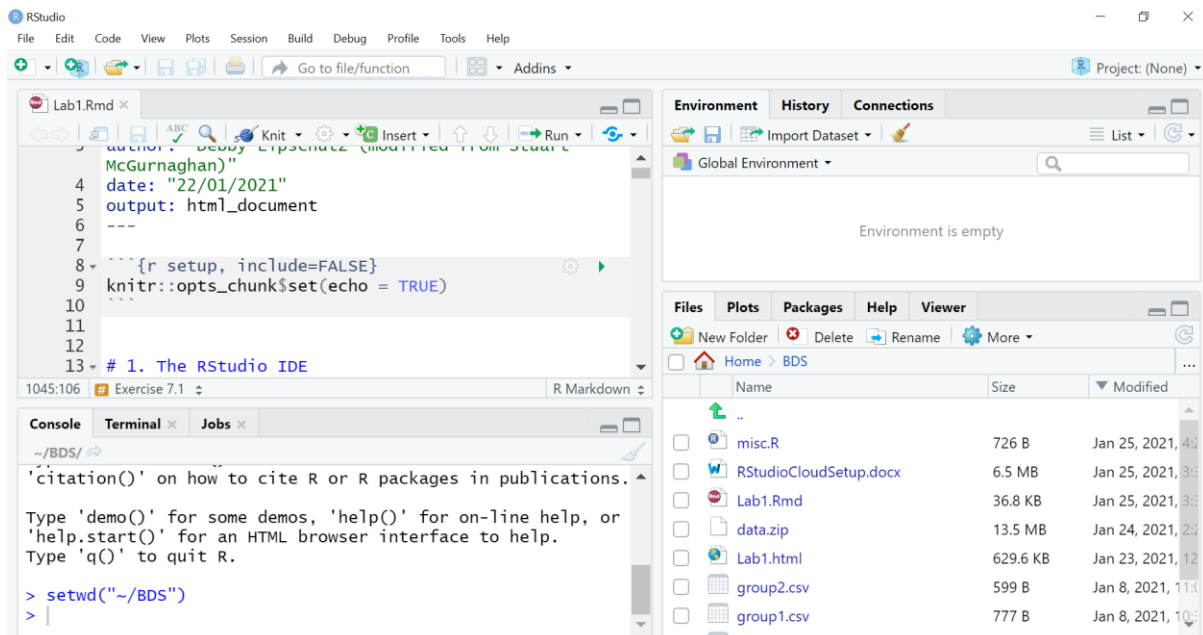 RStudio
File Edit Code View Plots Session Build Debug Profile Tools Help
Go to file/function Addins Project: (None)
Lab1.Rmd
ABC Knit Insert Run
McGurnaghan)"
4 date: "22/01/2021"
5 output: html_document
6 ---
7
8 ```{r setup, include=FALSE}
9 knitr::opts_chunk$set(echo = TRUE)
10 ```
11
12
13 # 1. The RStudio IDE
1045:106 # Exercise 7.1 R Markdown
Console Terminal Jobs
~/BDS/
'citation()' on how to cite R or R packages in publications.
Type 'demo()' for some demos, 'help()' for on-line help, or
'help.start()' for an HTML browser interface to help.
Type 'q()' to quit R.
> setwd("~/BDS")
>
Environment History Connections
Import Dataset List
Global Environment
Environment is empty
Files Plots Packages Help Viewer
New Folder Delete Rename More
Home > BDS ...
Name Size Modified
..
misc.R 726 B Jan 25, 2021,
RStudioCloudSetup.docx 6.5 MB Jan 25, 2021,
Lab1.Rmd 36.8 KB Jan 25, 2021,
data.zip 13.5 MB Jan 24, 2021,
Lab1.html 629.6 KB Jan 23, 2021, 12
group2.csv 599 B Jan 8, 2021,
group1.csv 777 B Jan 8, 2021,